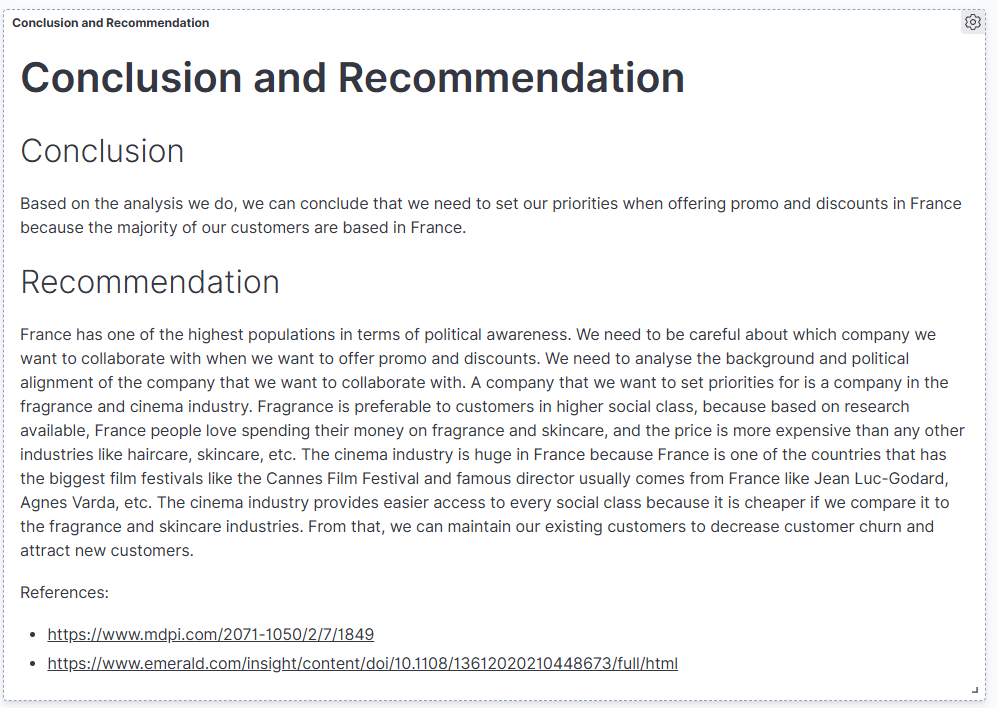 Conclusion and Recommendation
Conclusion and Recommendation
Conclusion
Based on the analysis we do, we can conclude that we need to set our priorities when offering promo and discounts in France
because the majority of our customers are based in France.
Recommendation
France has one of the highest populations in terms of political awareness. We need to be careful about which company we
want to collaborate with when we want to offer promo and discounts. We need to analyse the background and political
alignment of the company that we want to collaborate with. A company that we want to set priorities for is a company in the
fragrance and cinema industry. Fragrance is preferable to customers in higher social class, because based on research
available, France people love spending their money on fragrance and skincare, and the price is more expensive than any other
industries like haircare, skincare, etc. The cinema industry is huge in France because France is one of the countries that has
the biggest film festivals like the Cannes Film Festival and famous director usually comes from France like Jean Luc-Godard,
Agnes Varda, etc. The cinema industry provides easier access to every social class because it is cheaper if we compare it to
the fragrance and skincare industries. From that, we can maintain our existing customers to decrease customer churn and
attract new customers.
References:
• https://www.mdpi.com/2071-1050/2/7/1849
• https://www.emerald.com/insight/content/doi/10.1108/13612020210448673/full/html